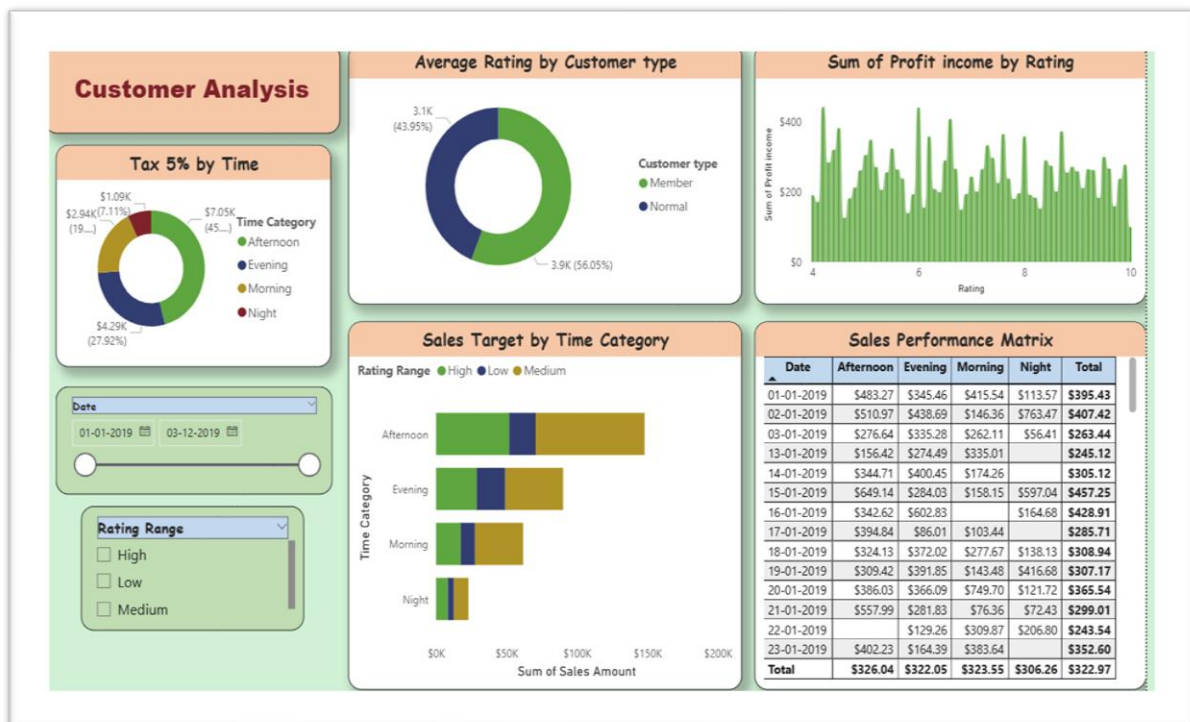 Customer Analysis
Tax 5% by Time
$1.09K
(7.11%)
$2.94K
(19...)
$7.05K
(45...)
$4.29K
(27.92%)
Time Category
Afternoon
Evening
Morning
Night
Date
01-01-2019 03-12-2019
Rating Range
High
Low
Medium
Average Rating by Customer type
3.1K
(43.95%)
3.9K (56.05%)
Customer type
Member
Normal
Sales Target by Time Category
Rating Range High Low Medium
Time Category
Afternoon
Evening
Morning
Night
$0K $50K $100K $150K $200K
Sum of Sales Amount
Sum of Profit income by Rating
Sum of Profit income
$400
$200
$0
4 6 8 10
Rating
Sales Performance Matrix
Date Afternoon Evening Morning Night Total
01-01-2019 $483.27 $345.46 $415.54 $113.57 $395.43
02-01-2019 $510.97 $438.69 $146.36 $763.47 $407.42
03-01-2019 $276.64 $335.28 $262.11 $56.41 $263.44
13-01-2019 $156.42 $274.49 $335.01 $245.12
14-01-2019 $344.71 $400.45 $174.26 $305.12
15-01-2019 $649.14 $284.03 $158.15 $597.04 $457.25
16-01-2019 $342.62 $602.83 $164.68 $428.91
17-01-2019 $394.84 $86.01 $103.44 $285.71
18-01-2019 $324.13 $372.02 $277.67 $138.13 $308.94
19-01-2019 $309.42 $391.85 $143.48 $416.68 $307.17
20-01-2019 $386.03 $366.09 $749.70 $121.72 $365.54
21-01-2019 $557.99 $281.83 $76.36 $72.43 $299.01
22-01-2019 $129.26 $309.87 $206.80 $243.54
23-01-2019 $402.23 $164.39 $383.64 $352.60
Total $326.04 $322.05 $323.55 $306.26 $322.97